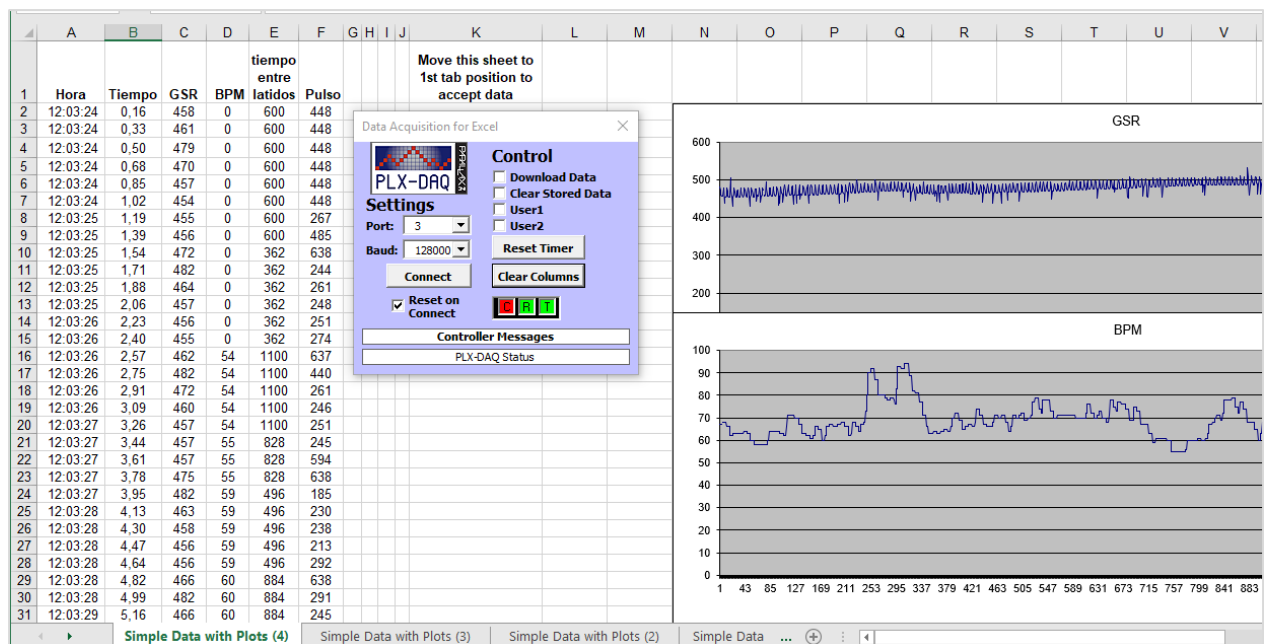 A B C D E F G H I J K L M N O P Q R S T U V
1 Hora Tiempo GSR BPM tiempo entre latidos Pulso Move this sheet to 1st tab position to accept data
2 12:03:24 0,16 458 0 600 448
3 12:03:24 0,33 461 0 600 448
4 12:03:24 0,50 479 0 600 448
5 12:03:24 0,68 470 0 600 448
6 12:03:24 0,85 457 0 600 448
7 12:03:24 1,02 454 0 600 448
8 12:03:25 1,19 455 0 600 267
9 12:03:25 1,39 456 0 600 485
10 12:03:25 1,54 472 0 362 638
11 12:03:25 1,71 482 0 362 244
12 12:03:25 1,88 464 0 362 261
13 12:03:25 2,06 457 0 362 248
14 12:03:26 2,23 456 0 362 251
15 12:03:26 2,40 455 0 362 274
16 12:03:26 2,57 462 54 1100 637
17 12:03:26 2,75 482 54 1100 440
18 12:03:26 2,91 472 54 1100 261
19 12:03:26 3,09 460 54 1100 246
20 12:03:27 3,26 457 54 1100 251
21 12:03:27 3,44 457 55 828 245
22 12:03:27 3,61 457 55 828 594
23 12:03:27 3,78 475 55 828 638
24 12:03:27 3,95 482 59 496 185
25 12:03:28 4,13 463 59 496 230
26 12:03:28 4,30 458 59 496 238
27 12:03:28 4,47 456 59 496 213
28 12:03:28 4,64 456 59 496 292
29 12:03:28 4,82 466 60 884 638
30 12:03:28 4,99 482 60 884 291
31 12:03:29 5,16 466 60 884 245
Data Acquisition for Excel
PLX-DAQ
PARALLAX
Control
Download Data
Clear Stored Data
User1
User2
Settings
Port: 3
Baud: 128000
Reset Timer
Connect
Clear Columns
Reset on
Connect
C R T
Controller Messages
PLX-DAQ Status
GSR
600
500
400
300
200
BPM
100
90
80
70
60
50
40
30
20
10
0
1 43 85 127 169 211 253 295 337 379 421 463 505 547 589 631 673 715 757 799 841 883
Simple Data with Plots (4) Simple Data with Plots (3) Simple Data with Plots (2) Simple Data ...